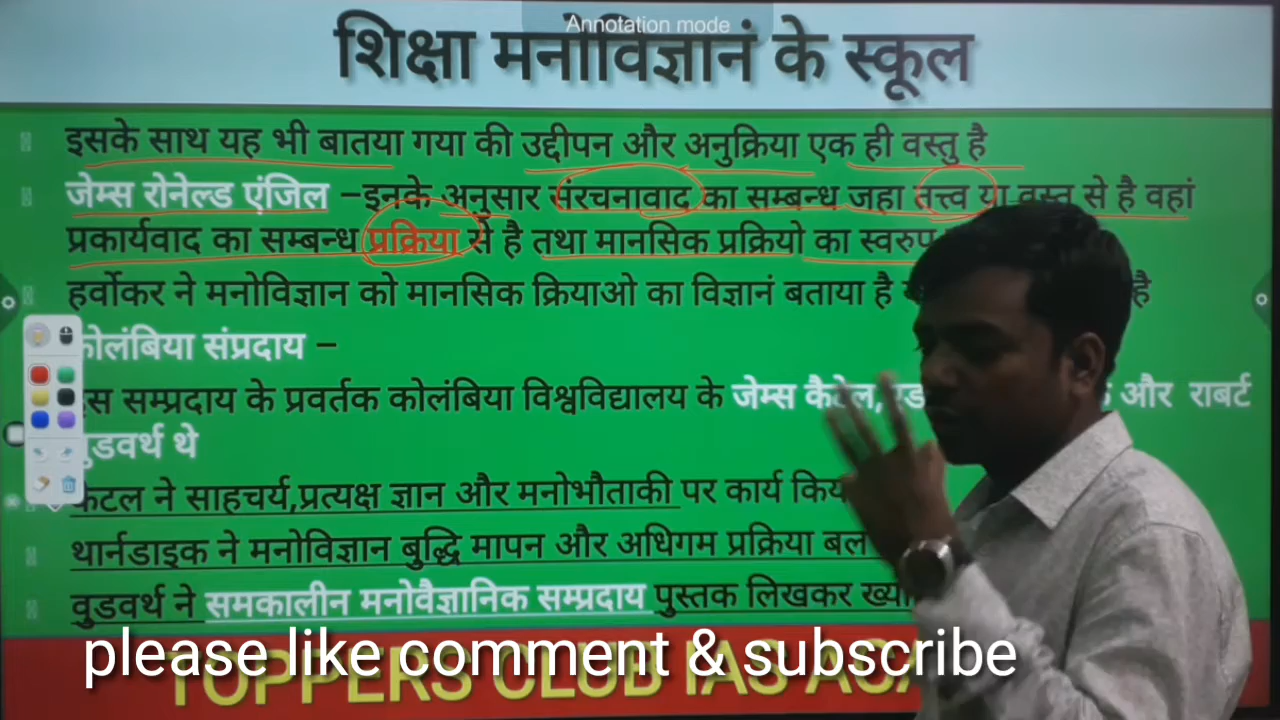 Annotation mode
शिक्षा मनोविज्ञानं के स्कूल
इसके साथ यह भी बातया गया की उद्दीपन और अनुक्रिया एक ही वस्तु है
जेम्स रोनेल्ड एंजिल –इनके अनुसार संरचनावाद का सम्बन्ध जहा तत्त्व या वस्तु से है वहां
प्रकार्यवाद का सम्बन्ध प्रक्रिया से है तथा मानसिक प्रक्रियो का स्वरुप
हर्वोकर ने मनोविज्ञान को मानसिक क्रियाओ का विज्ञानं बताया है है
कोलंबिया संप्रदाय –
इस सम्प्रदाय के प्रवर्तक कोलंबिया विश्वविद्यालय के जेम्स कैटेल, और राबर्ट
वुडवर्थ थे
केटल ने साहचर्य,प्रत्यक्ष ज्ञान और मनोभौताकी पर कार्य
थार्नडाइक ने मनोविज्ञान बुद्धि मापन और अधिगम प्रक्रिया
वुडवर्थ ने समकालीन मनोवैज्ञानिक सम्प्रदाय पुस्तक लिखकर
please like comment & subscribe
TOPPERS CLUB IAS